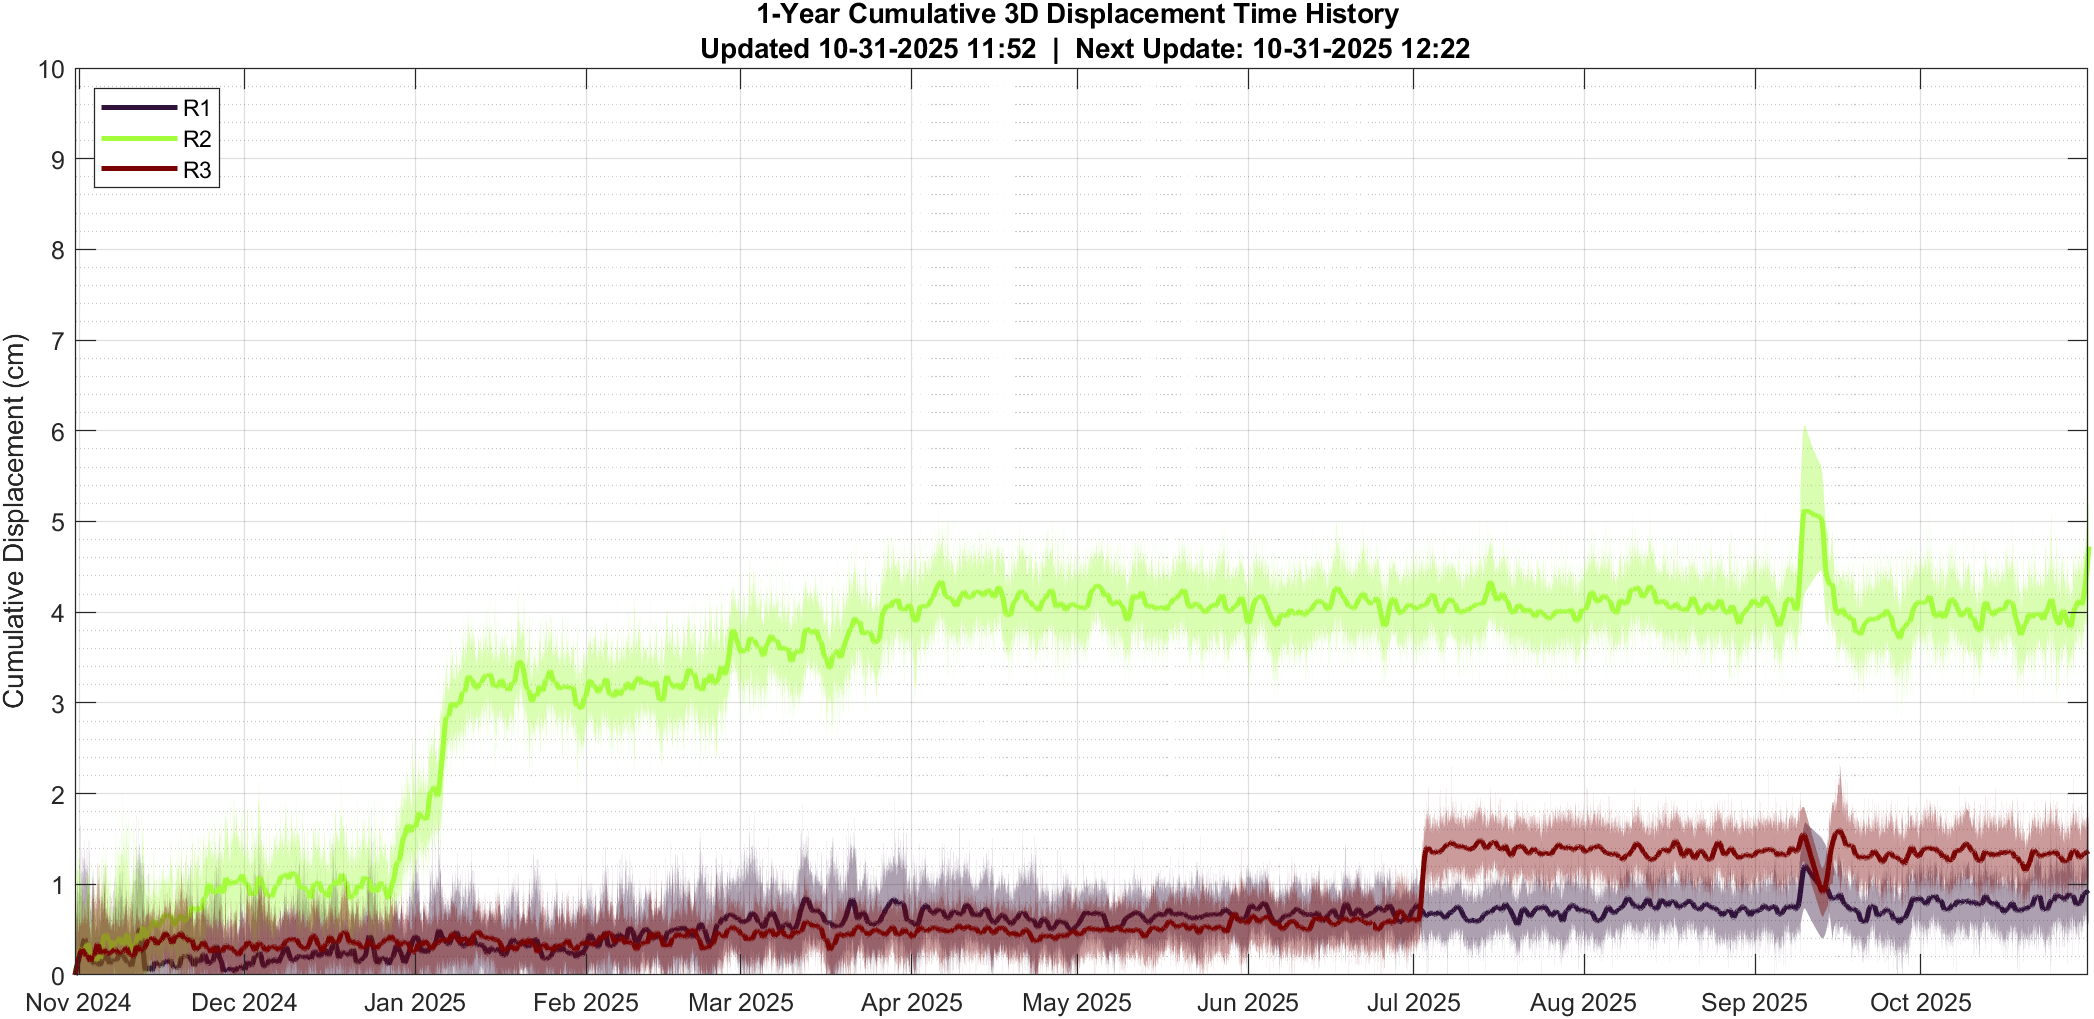 1-Year Cumulative 3D Displacement Time History
Updated 10-31-2025 11:52 | Next Update: 10-31-2025 12:22
R1
R2
R3
Cumulative Displacement (cm)
10
9
8
7
6
5
4
3
2
1
0
Nov 2024 Dec 2024 Jan 2025 Feb 2025 Mar 2025 Apr 2025 May 2025 Jun 2025 Jul 2025 Aug 2025 Sep 2025 Oct 2025